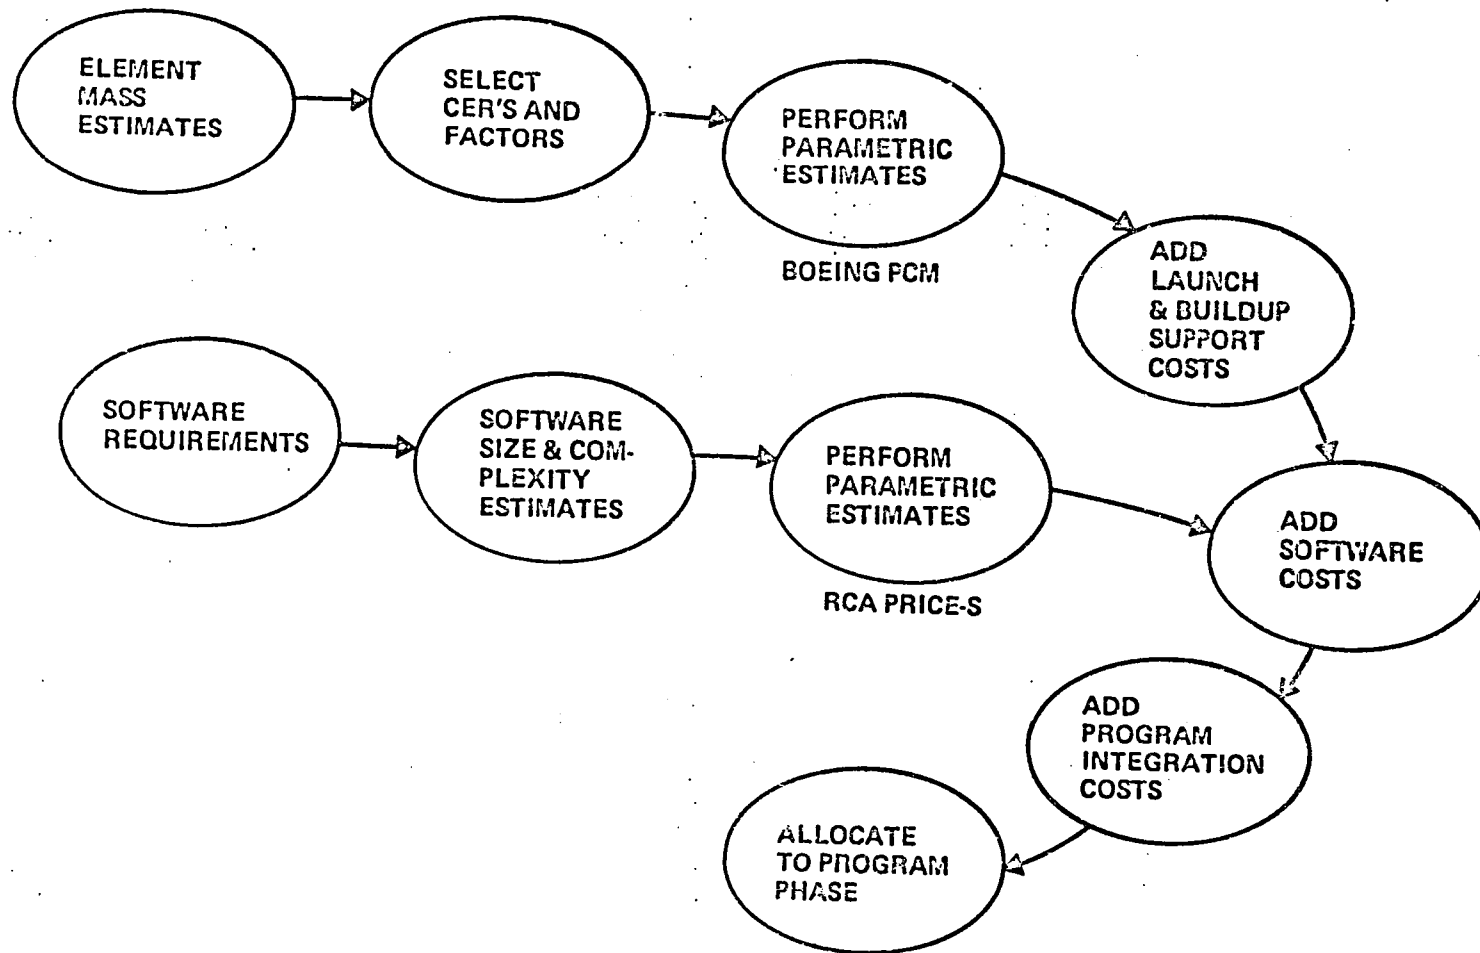 ELEMENT
MASS
ESTIMATES
SELECT
CER'S AND
FACTORS
PERFORM
PARAMETRIC
ESTIMATES
BOEING PCM
ADD
LAUNCH
& BUILDUP
SUPPORT
COSTS
SOFTWARE
REQUIREMENTS
SOFTWARE
SIZE & COM-
PLEXITY
ESTIMATES
PERFORM
PARAMETRIC
ESTIMATES
RCA PRICE-S
ADD
SOFTWARE
COSTS
ADD
PROGRAM
INTEGRATION
COSTS
ALLOCATE
TO PROGRAM
PHASE